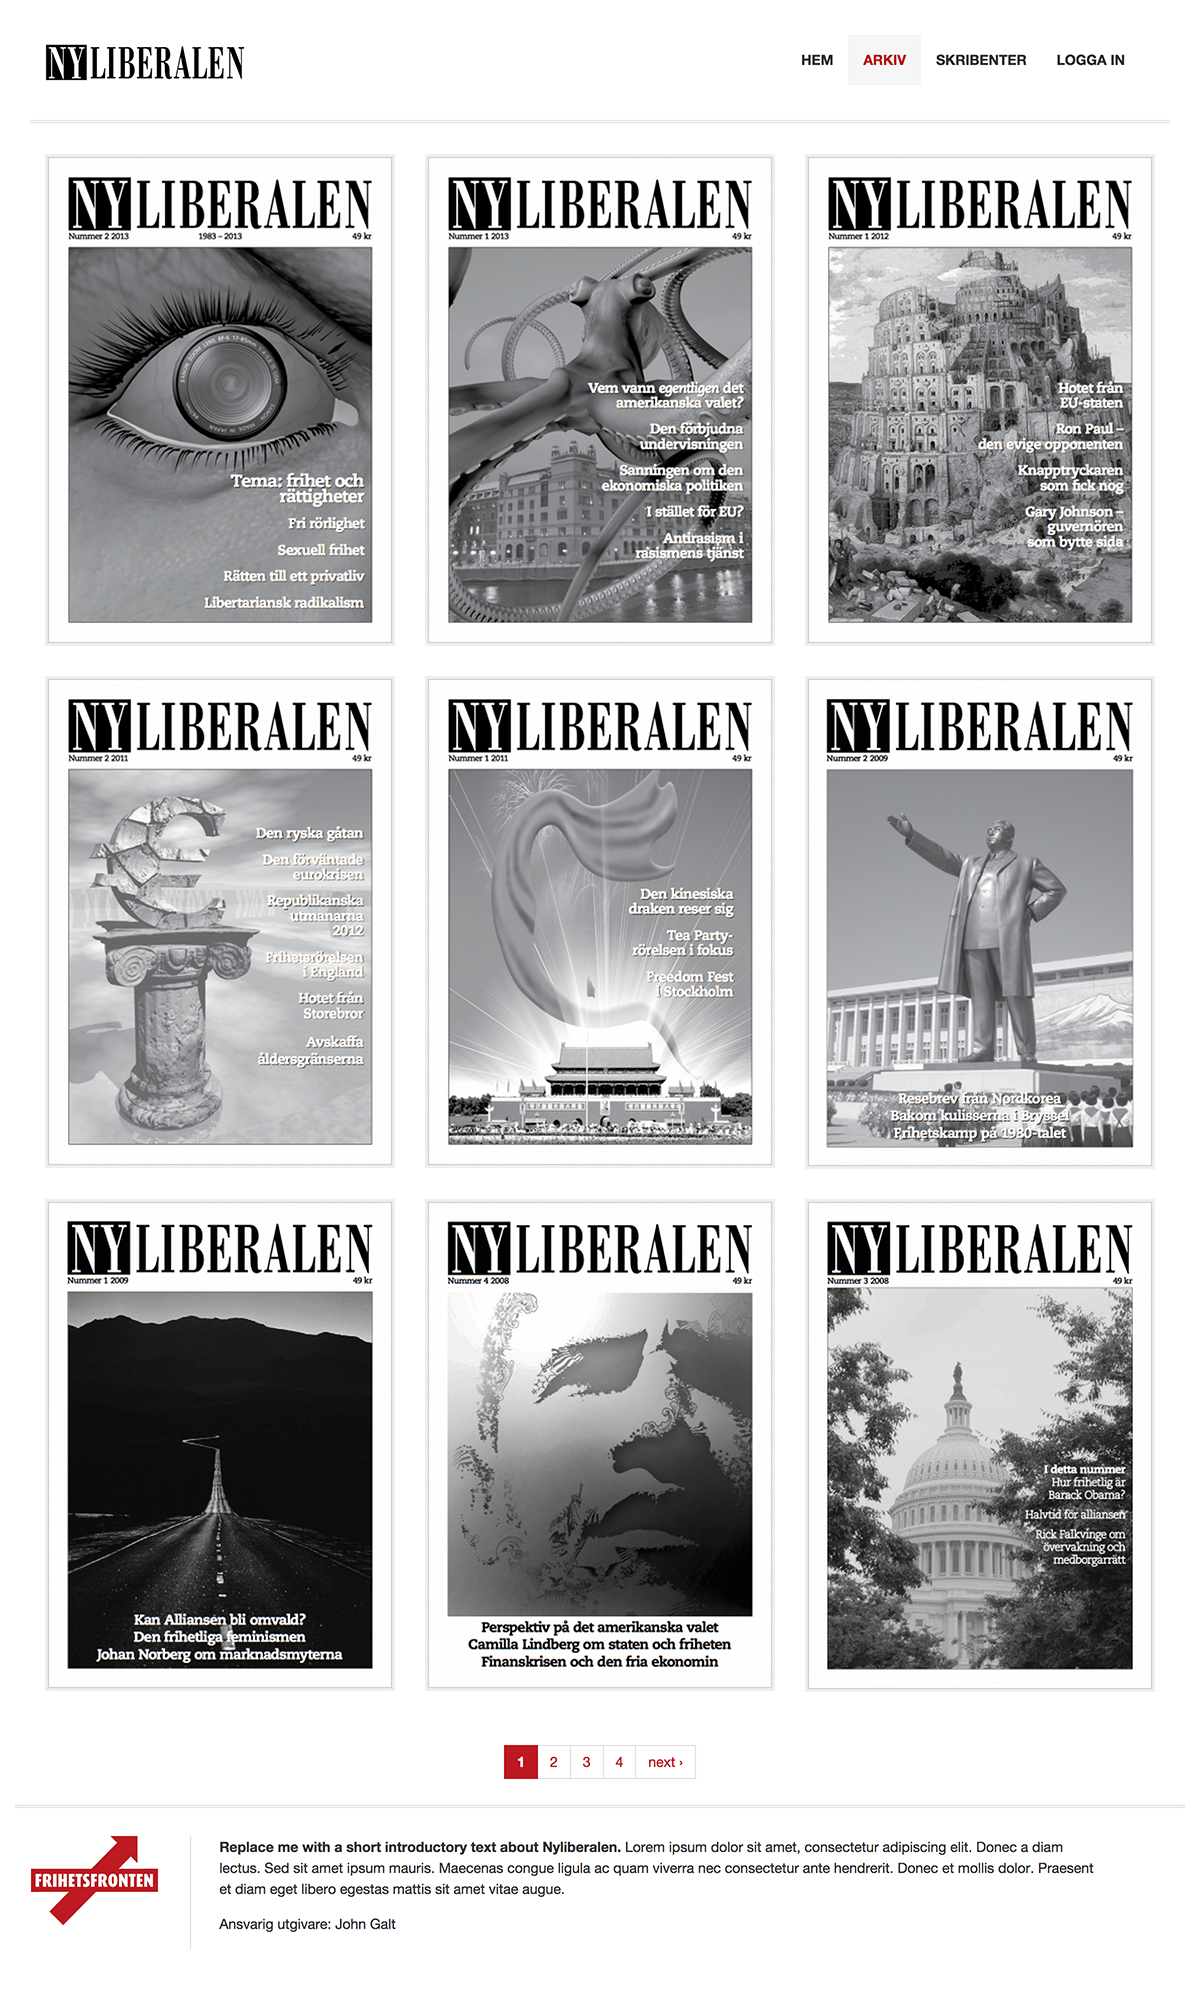 NYLIBERALEN
HEM
ARKIV
SKRIBENTER
LOGGA IN
NYLIBERALEN
Nummer 2 2013
1983 – 2013
49 kr
Tema: frihet och
rättigheter
Fri rörlighet
Sexuell frihet
Rätten till ett privatliv
Libertariansk radikalism
NYLIBERALEN
Nummer 1 2013
49 kr
Vem vann egentligen det
amerikanska valet?
Den förbjudna
undervisningen
Sanningen om den
ekonomiska politiken
I stället för EU?
Antirasism i
rasismens tjänst
NYLIBERALEN
Nummer 1 2012
49 kr
Hotet från
EU-staten
Ron Paul –
den evige opponenten
Knapptryckaren
som fick nog
Gary Johnson –
guvernören
som bytte sida
NYLIBERALEN
Nummer 2 2011
49 kr
Den ryska gåtan
Den förväntade
eurokrisen
Republikanska
utmanarna
2012
Frihetsrörelsen
i England
Hotet från
Storebror
Avskaffa
åldersgränserna
NYLIBERALEN
Nummer 1 2011
49 kr
Den kinesiska
draken reser sig
Tea Party-
rörelsen i fokus
Freedom Fest
i Stockholm
NYLIBERALEN
Nummer 2 2009
49 kr
Resebrev från Nordkorea
Bakom kulisserna i Bryssel
Frihetskamp på 1980-talet
NYLIBERALEN
Nummer 1 2009
49 kr
Kan Alliansen bli omvald?
Den frihetliga feminismen
Johan Norberg om marknadsmyterna
NYLIBERALEN
Nummer 4 2008
49 kr
Perspektiv på det amerikanska valet
Camilla Lindberg om staten och friheten
Finanskrisen och den fria ekonomin
NYLIBERALEN
Nummer 3 2008
49 kr
I detta nummer
Hur frihetlig är
Barack Obama?
Halvtid för alliansen
Rick Falkvinge om
övervakning och
medborgarrätt
1
2
3
4
next ›
FRIHETSFRONTEN
Replace me with a short introductory text about Nyliberalen. Lorem ipsum dolor sit amet, consectetur adipiscing elit. Donec a diam
lectus. Sed sit amet ipsum mauris. Maecenas congue ligula ac quam viverra nec consectetur ante hendrerit. Donec et mollis dolor. Praesent
et diam eget libero egestas mattis sit amet vitae augue.
Ansvarig utgivare: John Galt